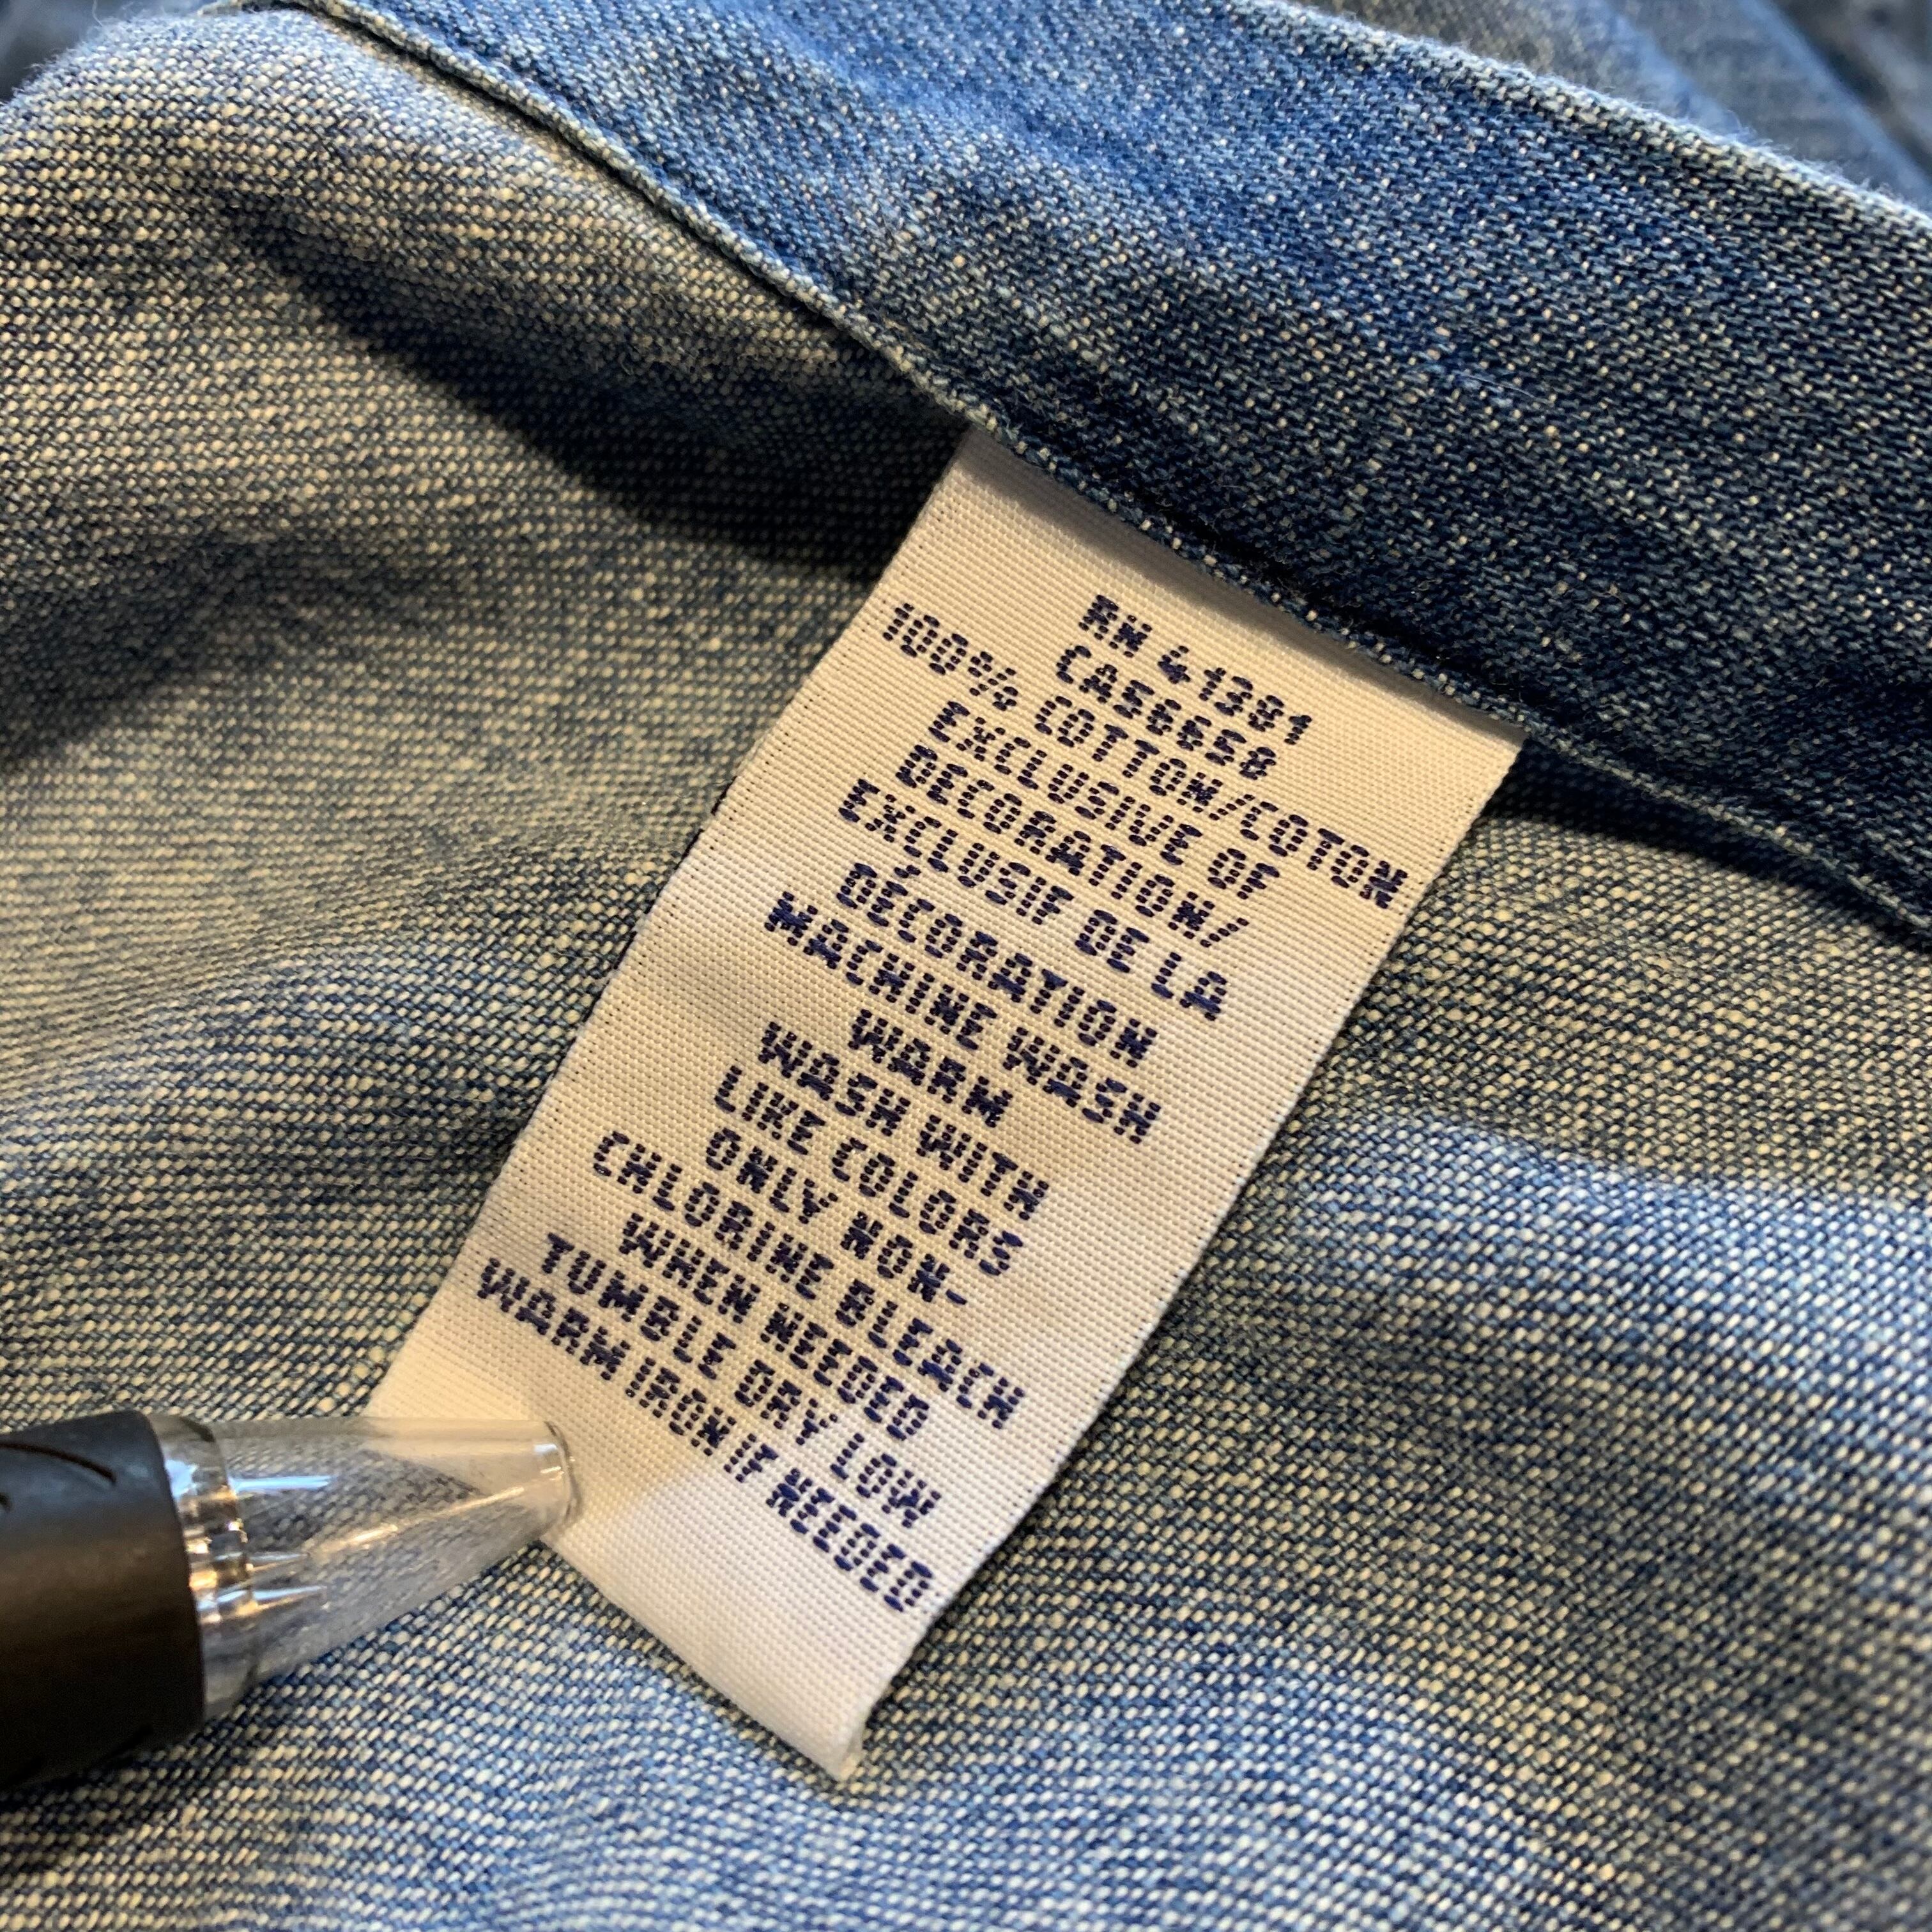 RN 41381
CA56658
100% COTTON/COTON
EXCLUSIVE OF
DECORATION/
EXCLUSIF DE LA
DÉCORATION
MACHINE WASH
WARM
WASH WITH
LIKE COLORS
ONLY NON-
CHLORINE BLEACH
WHEN NEEDED
TUMBLE DRY LOW
WARM IRON IF NEEDED